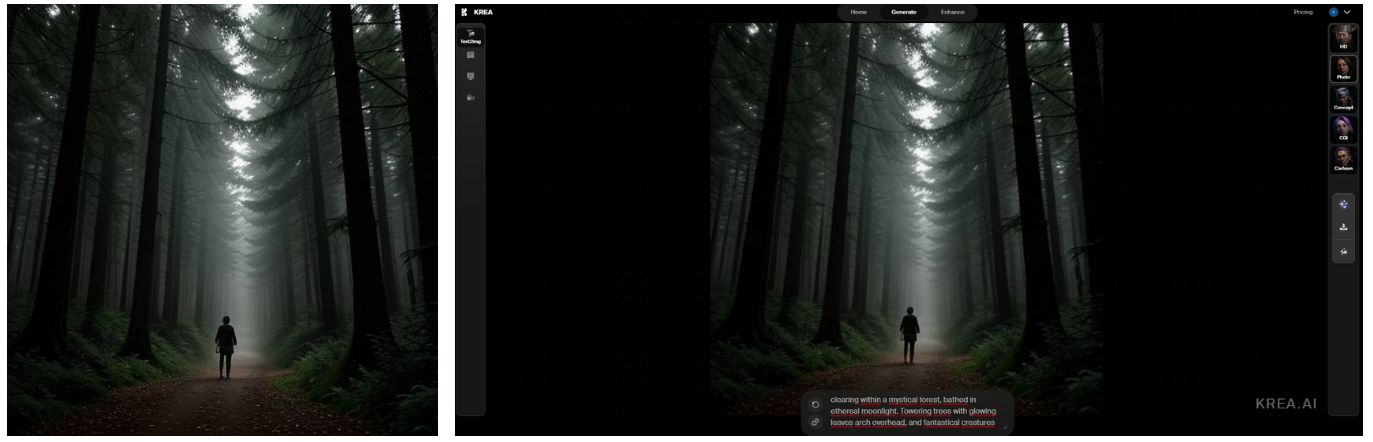 KREA
Home
Generate
Enhance
Pricing
Text2Img
HD
Photo
Concept
CGI
Cartoon
clearing within a mystical forest, bathed in
ethereal moonlight. Towering trees with glowing
leaves arch overhead, and fantastical creatures
KREA.AI